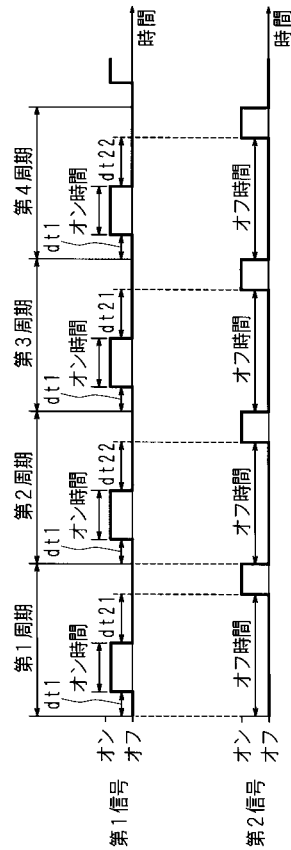 第1周期
第2周期
第3周期
第4周期
dt1
オン時間
dt21
dt1
オン時間
dt22
dt1
オン時間
dt21
dt1
オン時間
dt22
第1信号
オン
オフ
時間
第2信号
オン
オフ
オフ時間
オフ時間
オフ時間
オフ時間
時間